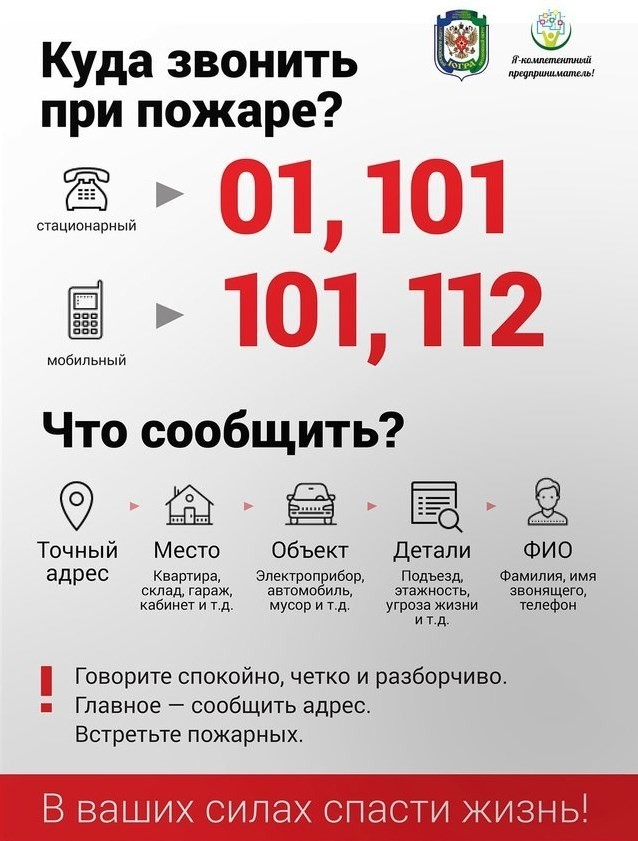 Куда звонить
при пожаре?
ЮГРА
Я-компетентный
предприниматель!
стационарный
01, 101
мобильный
101, 112
Что сообщить?
Точный
адрес
Место
Квартира,
склад, гараж,
кабинет и т.д.
Объект
Электроприбор,
автомобиль,
мусор и т.д.
Детали
Подъезд,
этажность,
угроза жизни
и т.д.
ФИО
Фамилия, имя
звонящего,
телефон
! Говорите спокойно, четко и разборчиво.
Главное — сообщить адрес.
Встретьте пожарных.
В ваших силах спасти жизнь!